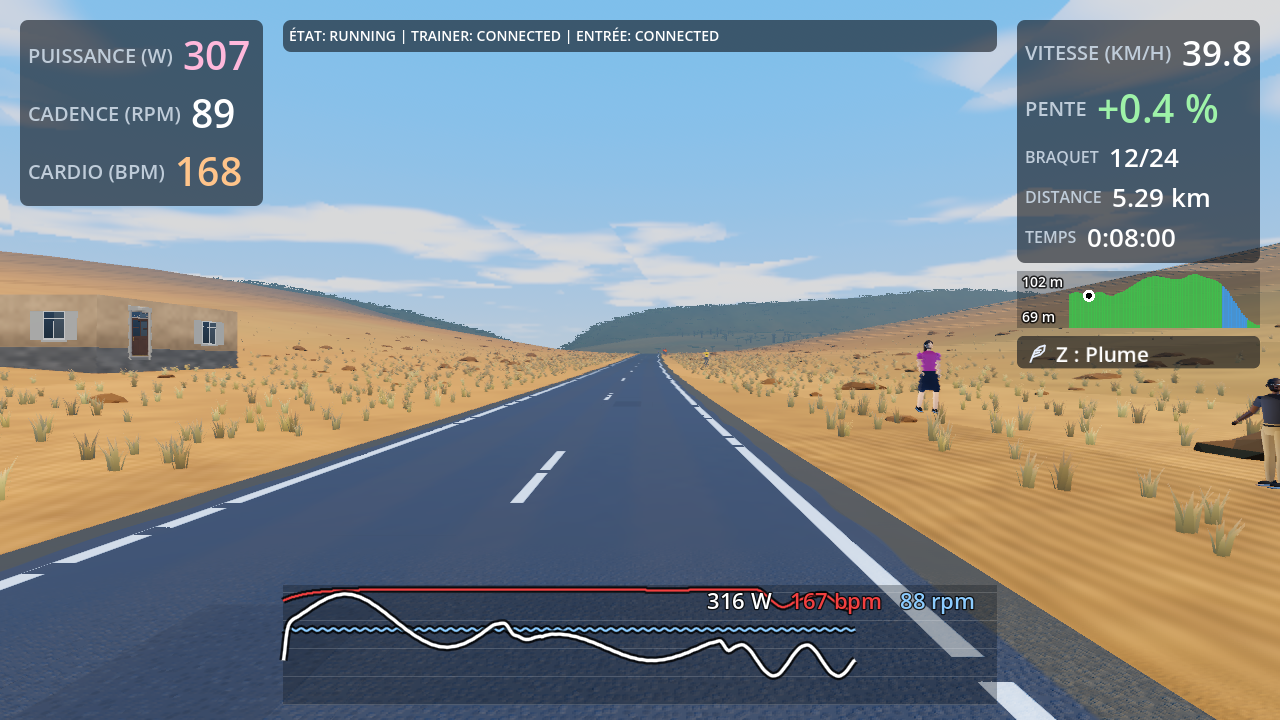 PUISSANCE (W) 307
CADENCE (RPM) 89
CARDIO (BPM) 168
ÉTAT: RUNNING | TRAINER: CONNECTED | ENTRÉE: CONNECTED
VITESSE (KM/H) 39.8
PENTE +0.4 %
BRAQUET 12/24
DISTANCE 5.29 km
TEMPS 0:08:00
102 m
69 m
Z : Plume
316 W 167 bpm 88 rpm